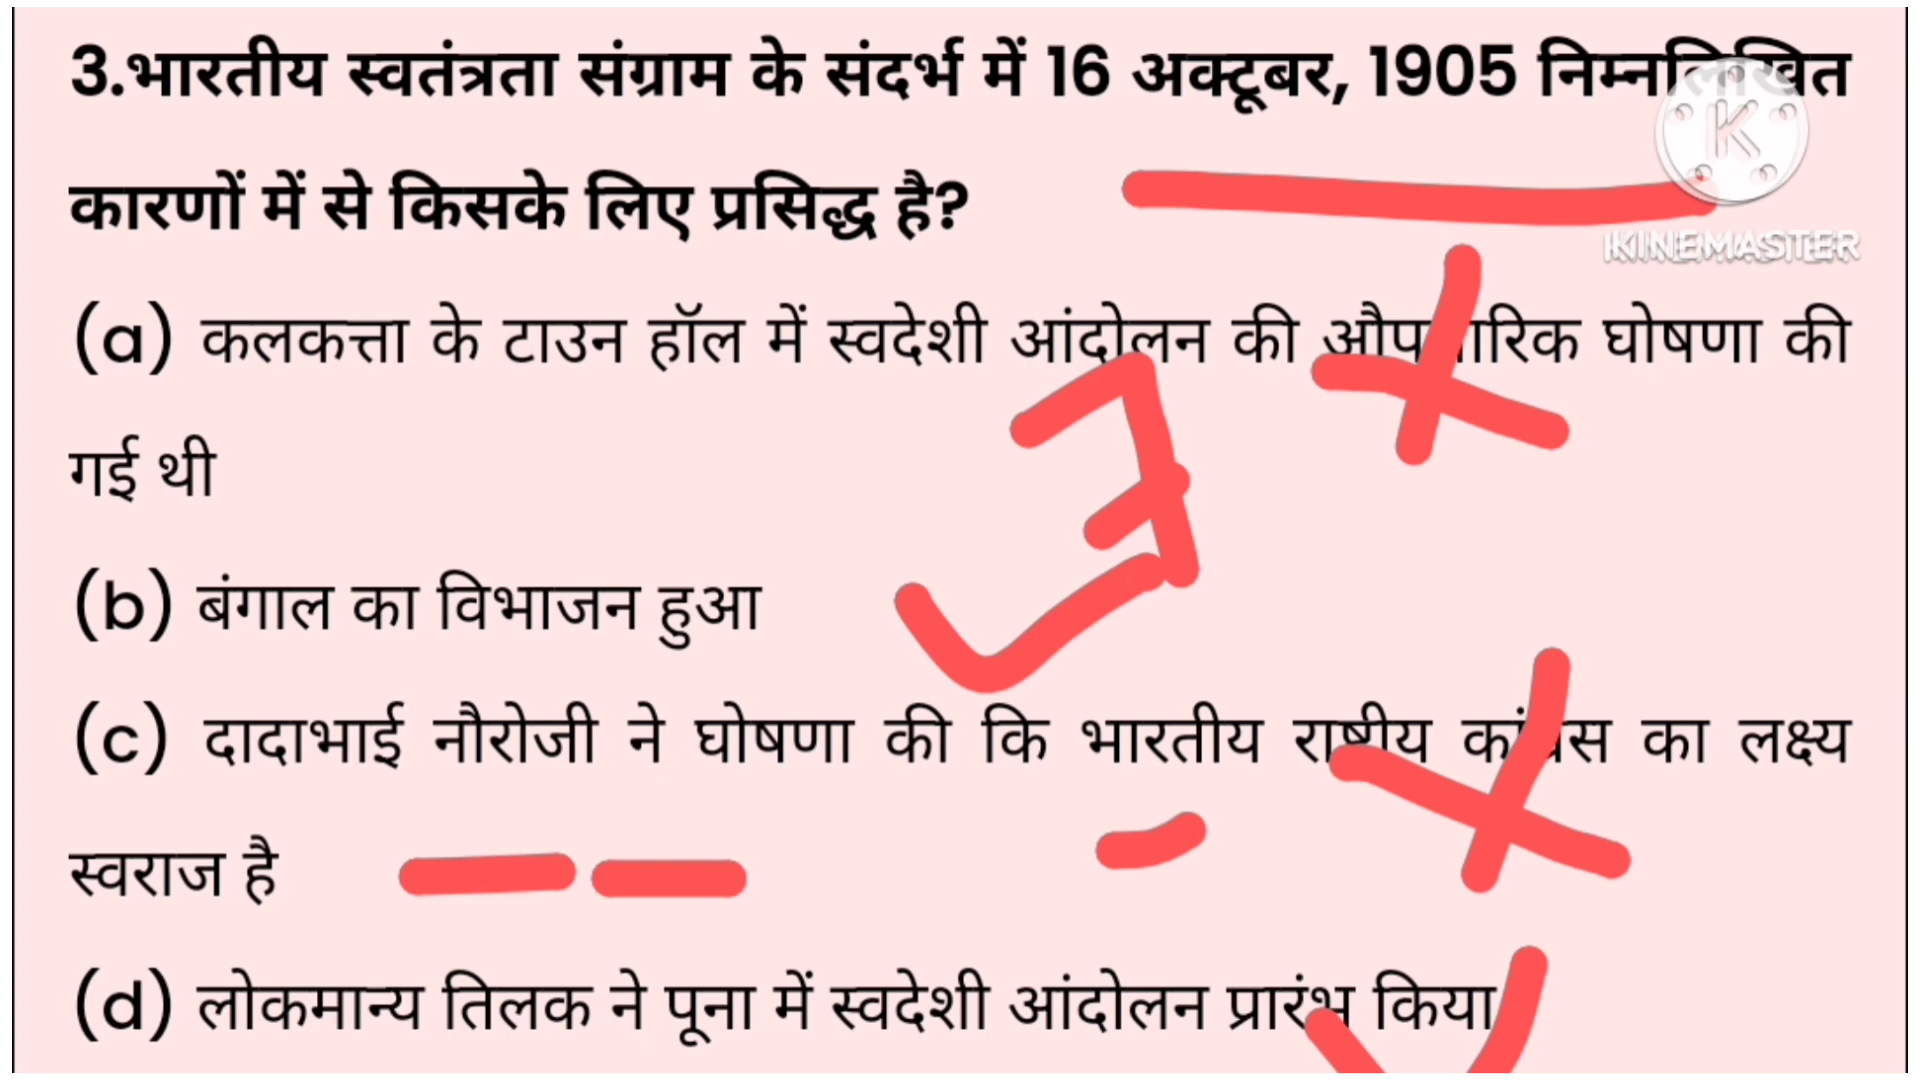 3.भारतीय स्वतंत्रता संग्राम के संदर्भ में 16 अक्टूबर, 1905 निम्नलिखित
कारणों में से किसके लिए प्रसिद्ध है?
KINEMASTER
(a) कलकत्ता के टाउन हॉल में स्वदेशी आंदोलन की औपचारिक घोषणा की
गई थी
(b) बंगाल का विभाजन हुआ
(c) दादाभाई नौरोजी ने घोषणा की कि भारतीय राष्ट्रीय कांग्रेस का लक्ष्य
स्वराज है
(d) लोकमान्य तिलक ने पूना में स्वदेशी आंदोलन प्रारंभ किया